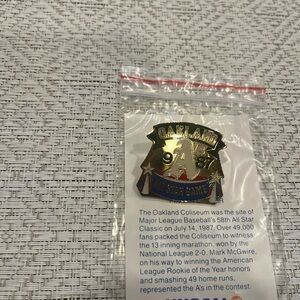 OAKLAND
19 A's 87
ALL STAR GAME
The Oakland Coliseum was the site of
Major League Baseball's 58th All Star
Classic on July 14, 1987. Over 49,000
fans packed the Coliseum to witness
the 13 inning marathon, won by the
National League 2-0. Mark McGwire,
on his way to winning the American
League Rookie of the Year honors
and smashing 49 home runs,
represented the A's in the contest.